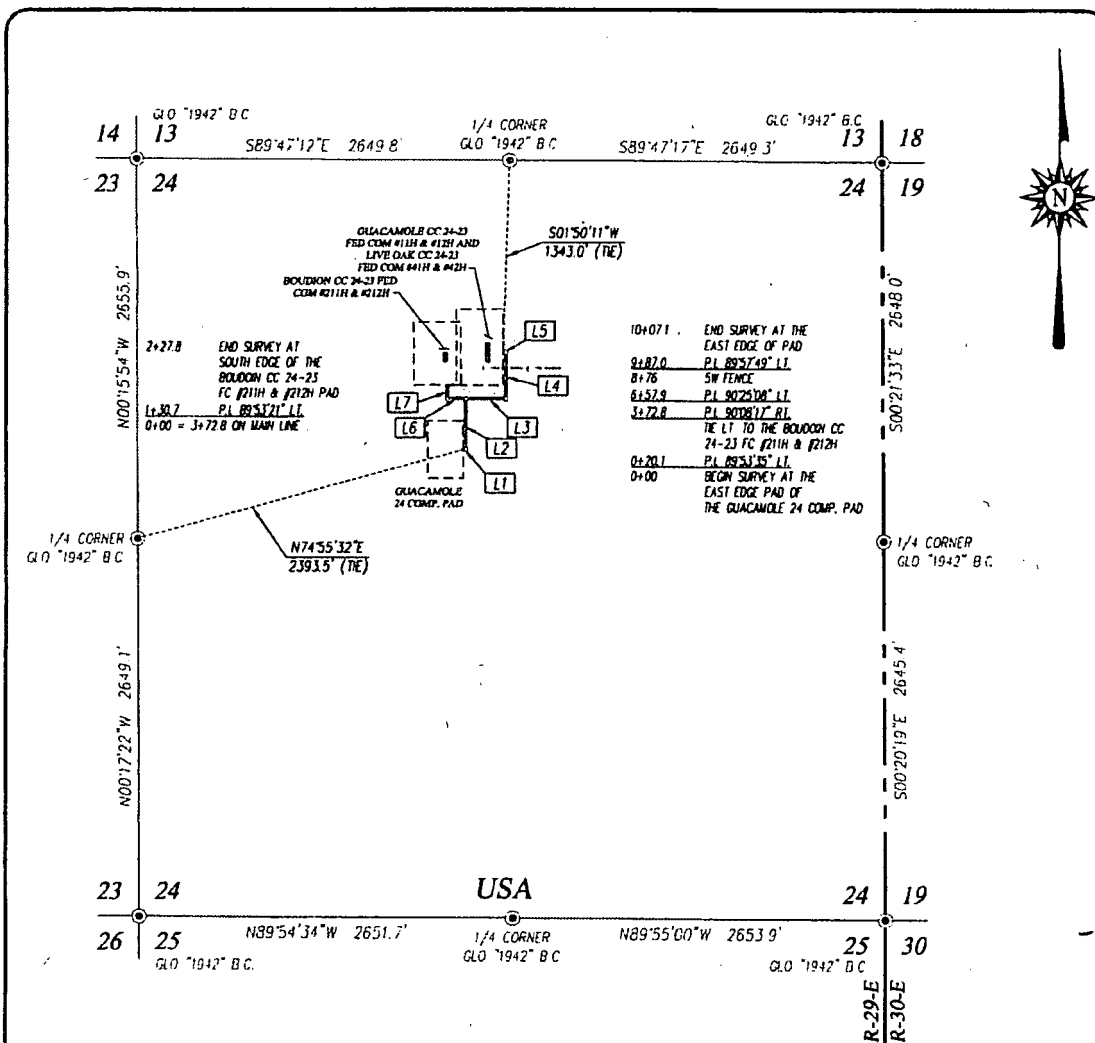 GLO "1942" B C
14 13
S89°47'12"E 2649.8'
1/4 CORNER
GLO "1942" B C
S89°47'17"E 2649.3'
GLO "1942" B.C
13 18
23 24
24 19
N
GUACAMOLE CC 24-23
FED COM #11H & #12H AND
LIVE OAK CC 24-23
FED COM #41H & #42H
BOUDION CC 24-23 FED
COM #211H & #212H
S01°50'11"W
1343.0' (TIE)
N00°15'54"W 2655.9'
S00°21'33"E 2648.0'
2+27.8 END SURVEY AT
SOUTH EDGE OF THE
BOUDOIN CC 24-23
FC #211H & #212H PAD
1+30.7 P.I. 89°53'21" LT.
0+00 = 3+72.8 ON MAIN LINE
L5
L4
L7
L6
L3
L2
L1
10+07.1 END SURVEY AT THE
EAST EDGE OF PAD
9+87.0 P.I. 89°57'49" LT.
8+76 5W FENCE
6+57.9 P.I. 90°25'08" LT.
3+72.8 P.I. 90°08'17" RT.
TIE LT TO THE BOUDOIN CC
24-23 FC #211H & #212H
0+20.1 P.I. 89°53'35" LT.
0+00 BEGIN SURVEY AT THE
EAST EDGE PAD OF
THE GUACAMOLE 24 COMP. PAD
GUACAMOLE
24 COMP. PAD
1/4 CORNER
GLO "1942" B C
N74°55'32"E
2393.5' (TIE)
1/4 CORNER
GLO "1942" B C.
N00°17'22"W 2649.1'
S00°20'19"E 2645.4'
23 24
USA
24 19
N89°54'34"W 2651.7'
1/4 CORNER
GLO "1942" B C
N89°55'00"W 2653.9'
26 25
GLO "1942" B C.
25 30
GLO "1942" B C
R-29-E
R-30-E